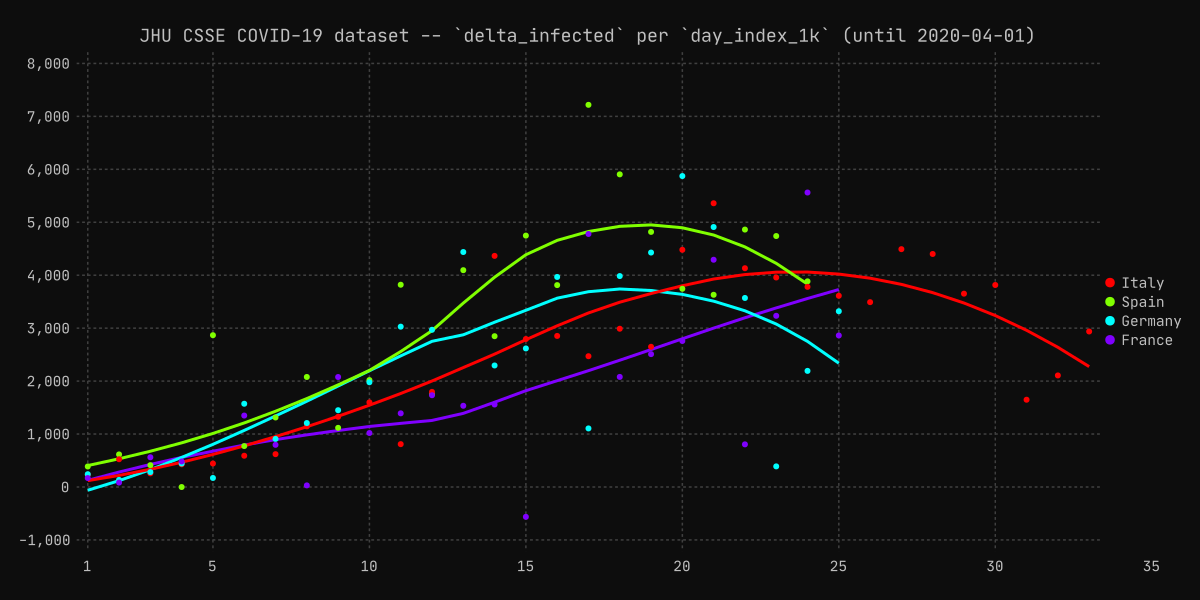 JHU CSSE COVID-19 dataset -- `delta_infected` per `day_index_1k` (until 2020-04-01)
8,000
7,000
6,000
5,000
4,000
3,000
2,000
1,000
0
-1,000
1 5 10 15 20 25 30 35
Italy
Spain
Germany
France